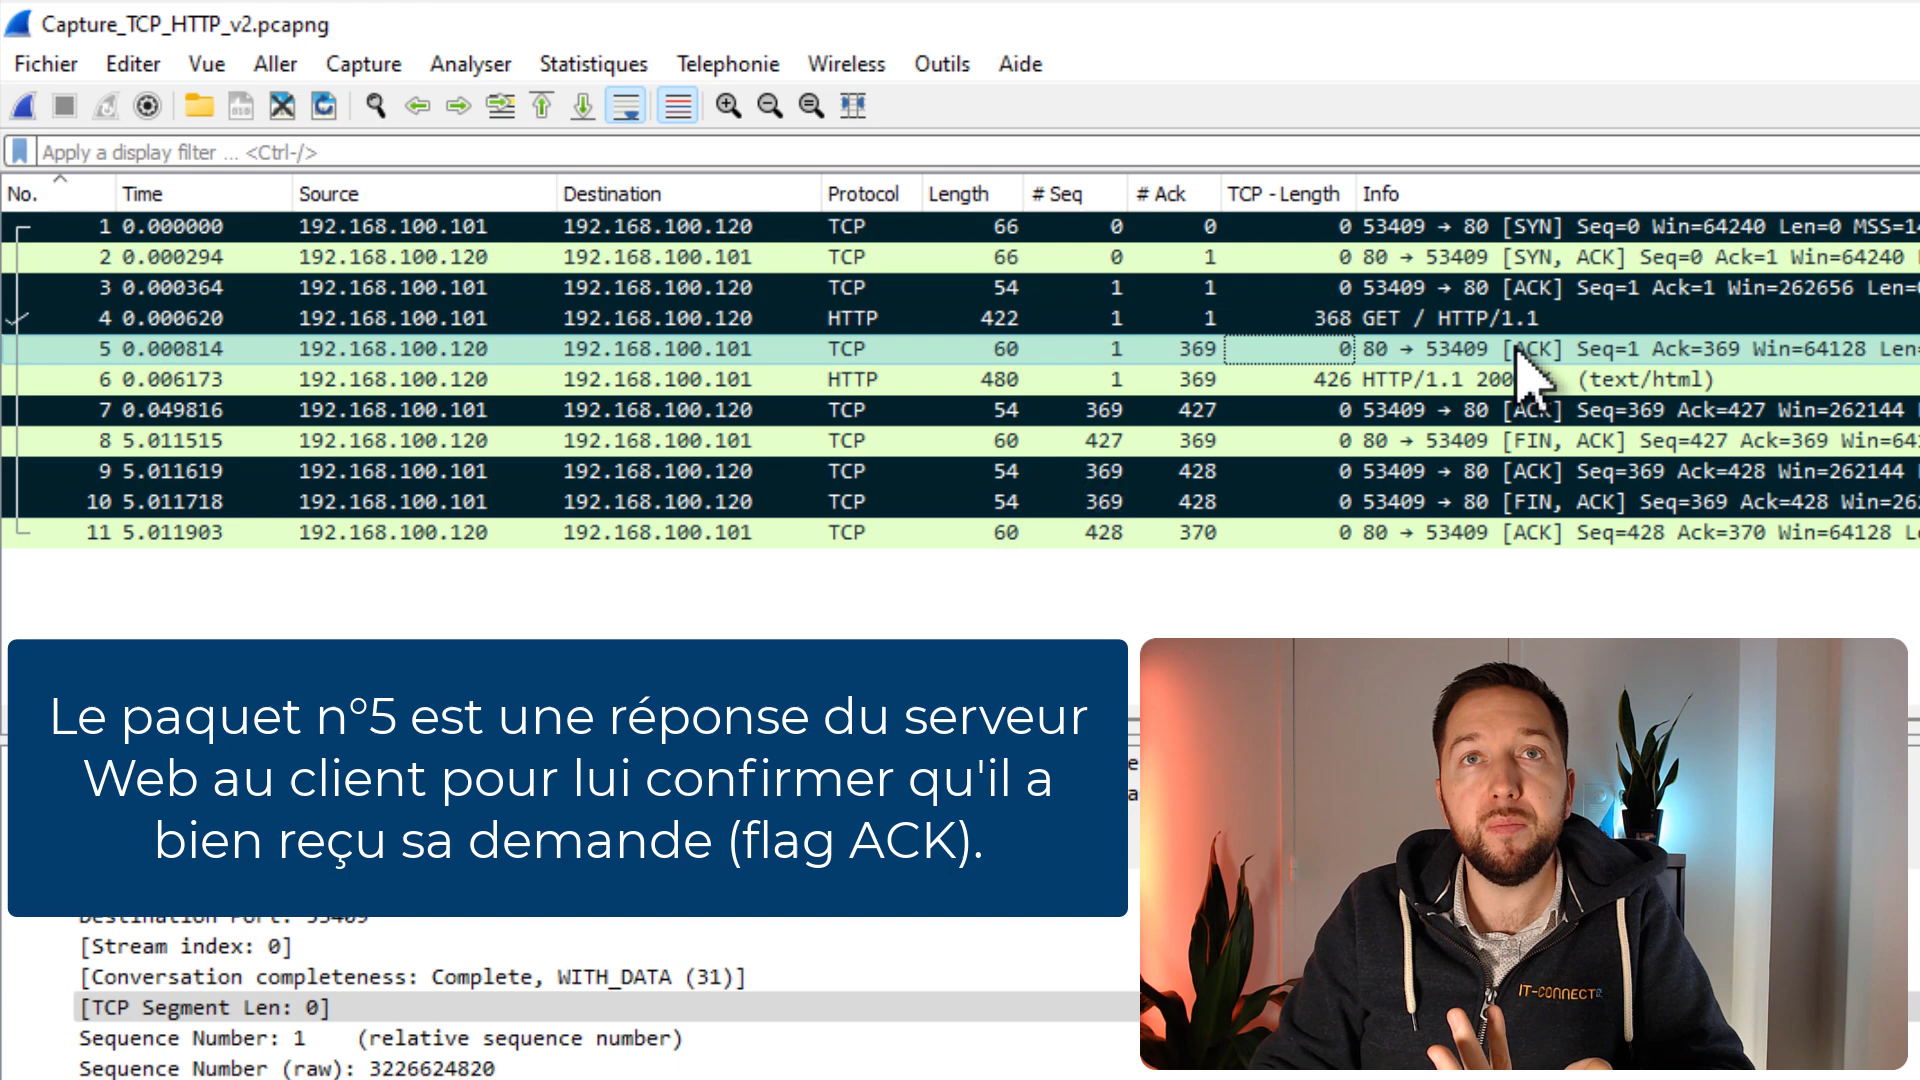 Capture_TCP_HTTP_v2.pcapng
Fichier Editer Vue Aller Capture Analyser Statistiques Telephonie Wireless Outils Aide
Apply a display filter … <Ctrl-/>
No. Time Source Destination Protocol Length # Seq # Ack TCP - Length Info
1 0.000000 192.168.100.101 192.168.100.120 TCP 66 0 0 0 53409 → 80 [SYN] Seq=0 Win=64240 Len=0
2 0.000294 192.168.100.120 192.168.100.101 TCP 66 0 1 0 80 → 53409 [SYN, ACK] Seq=0 Ack=1 Win=64240
3 0.000364 192.168.100.101 192.168.100.120 TCP 54 1 1 0 53409 → 80 [ACK] Seq=1 Ack=1 Win=262656
4 0.000620 192.168.100.101 192.168.100.120 HTTP 422 1 1 368 GET / HTTP/1.1
5 0.000814 192.168.100.120 192.168.100.101 TCP 60 1 369 0 80 → 53409 [ACK] Seq=1 Ack=369 Win=64128
6 0.006173 192.168.100.120 192.168.100.101 HTTP 480 1 369 426 HTTP/1.1 200 (text/html)
7 0.049816 192.168.100.101 192.168.100.120 TCP 54 369 427 0 53409 → 80 [ACK] Seq=369 Ack=427 Win=262144
8 5.011515 192.168.100.120 192.168.100.101 TCP 60 427 369 0 80 → 53409 [FIN, ACK] Seq=427 Ack=369
9 5.011619 192.168.100.101 192.168.100.120 TCP 54 369 428 0 53409 → 80 [ACK] Seq=369 Ack=428 Win=262144
10 5.011718 192.168.100.101 192.168.100.120 TCP 54 369 428 0 53409 → 80 [FIN, ACK] Seq=369 Ack=428
11 5.011903 192.168.100.120 192.168.100.101 TCP 60 428 370 0 80 → 53409 [ACK] Seq=428 Ack=370 Win=64128
Le paquet n°5 est une réponse du serveur
Web au client pour lui confirmer qu'il a
bien reçu sa demande (flag ACK).
Destination Port: 53409
[Stream index: 0]
[Conversation completeness: Complete, WITH_DATA (31)]
[TCP Segment Len: 0]
Sequence Number: 1 (relative sequence number)
Sequence Number (raw): 3226624820
IT-CONNECT